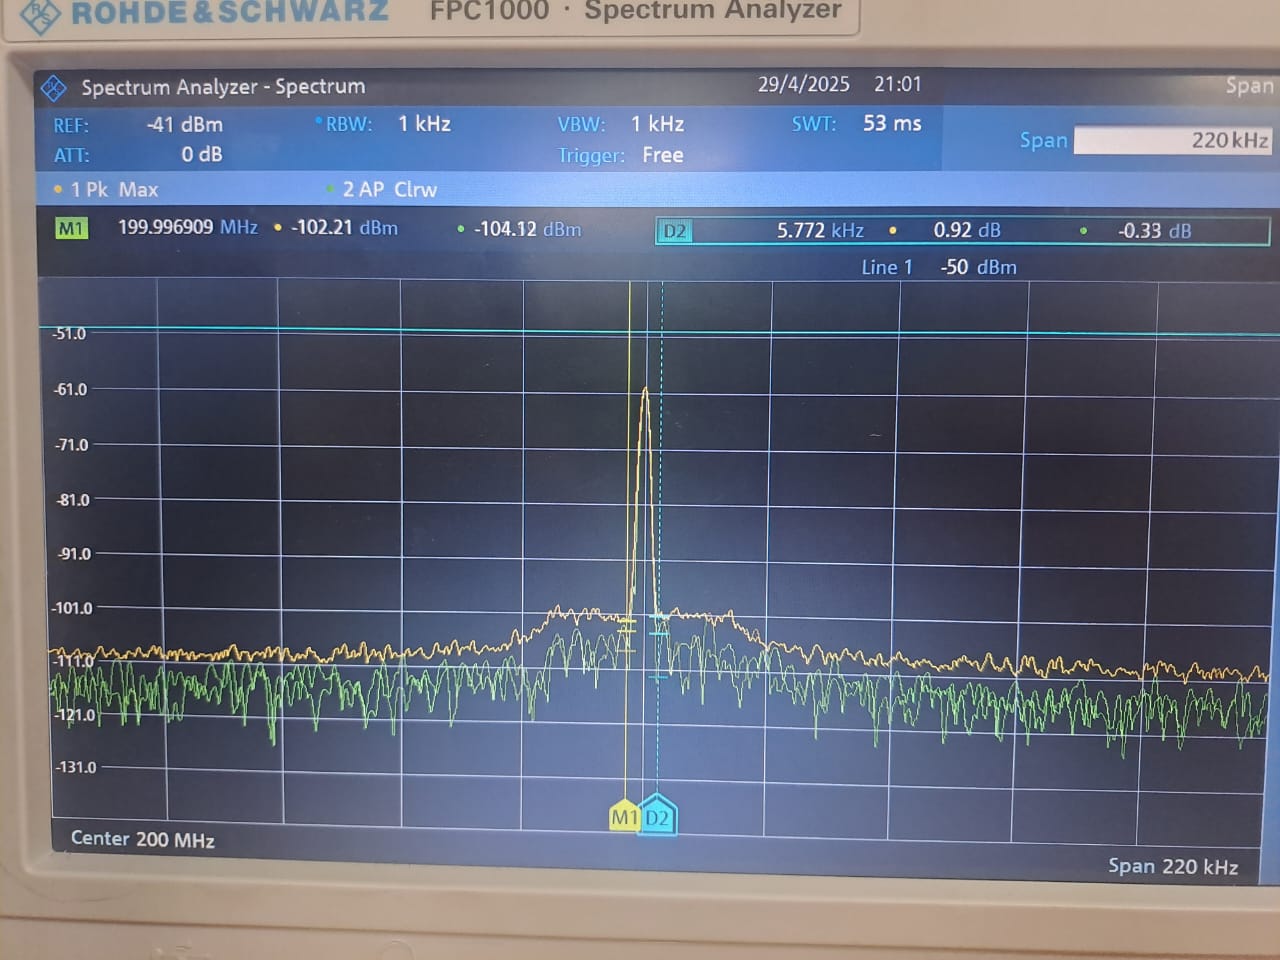 ROHDE & SCHWARZ FPC1000 · Spectrum Analyzer
Spectrum Analyzer - Spectrum 29/4/2025 21:01 Span
REF: -41 dBm RBW: 1 kHz VBW: 1 kHz SWT: 53 ms
ATT: 0 dB Trigger: Free
Span 220 kHz
1 Pk Max 2 AP Clrw
M1 199.996909 MHz -102.21 dBm -104.12 dBm D2 5.772 kHz 0.92 dB -0.33 dB
Line 1 -50 dBm
-51.0
-61.0
-71.0
-81.0
-91.0
-101.0
-111.0
-121.0
-131.0
M1 D2
Center 200 MHz
Span 220 kHz